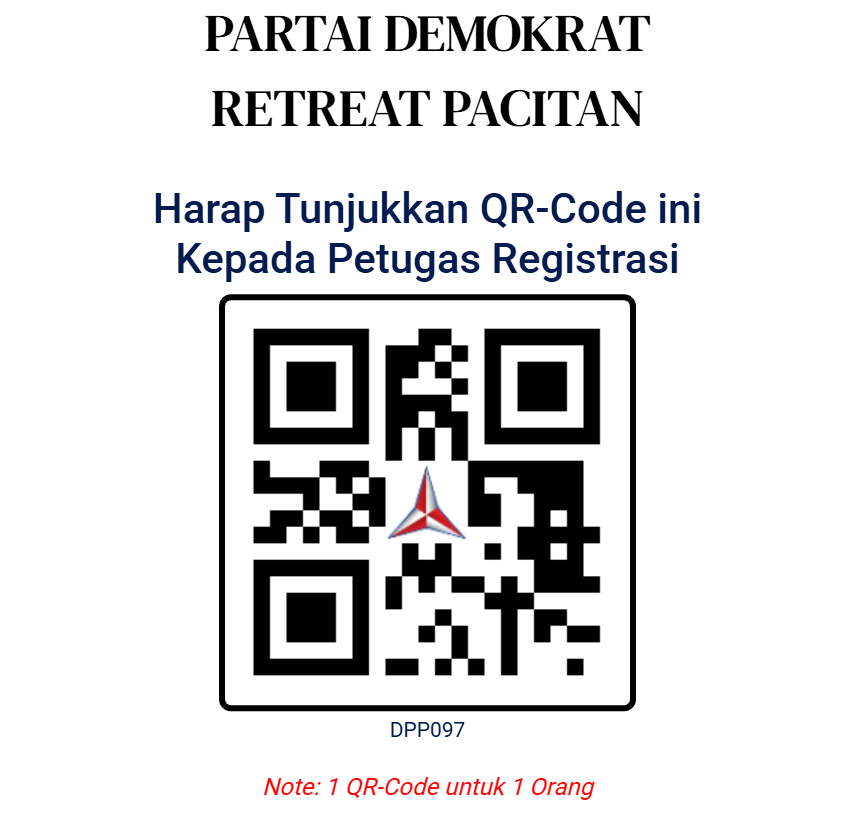 PARTAI DEMOKRAT
RETREAT PACITAN
Harap Tunjukkan QR-Code ini
Kepada Petugas Registrasi
DPP097
Note: 1 QR-Code untuk 1 Orang